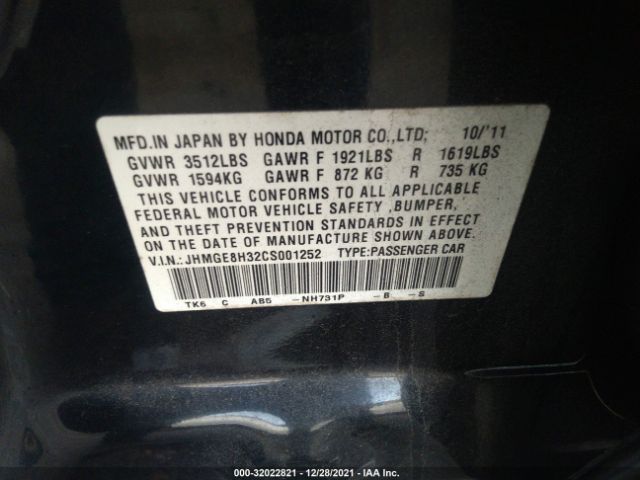 MFD.IN JAPAN BY HONDA MOTOR CO.,LTD; 10/'11
GVWR 3512LBS GAWR F 1921LBS R 1619LBS
GVWR 1594KG GAWR F 872 KG R 735 KG
THIS VEHICLE CONFORMS TO ALL APPLICABLE
FEDERAL MOTOR VEHICLE SAFETY ,BUMPER,
AND THEFT PREVENTION STANDARDS IN EFFECT
ON THE DATE OF MANUFACTURE SHOWN ABOVE.
V.I.N.:JHMGE8H32CS001252 TYPE:PASSENGER CAR
TK6 C AB5 -NH731P -B -S
000-32022821 - 12/28/2021 - IAA Inc.